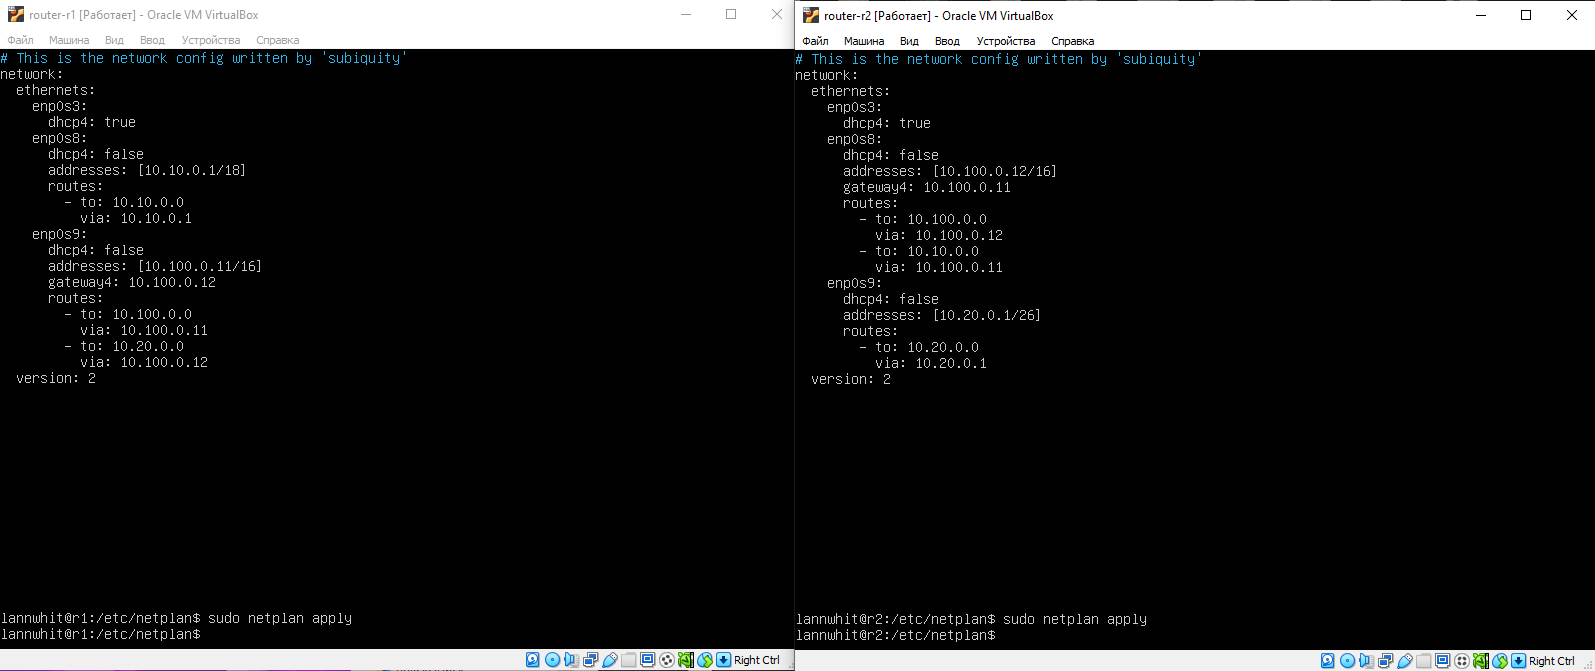 router-r1 [Работает] - Oracle VM VirtualBox
Файл Машина Вид Ввод Устройства Справка
# This is the network config written by 'subiquity'
network:
  ethernets:
    enp0s3:
      dhcp4: true
    enp0s8:
      dhcp4: false
      addresses: [10.10.0.1/18]
      routes:
        - to: 10.10.0.0
          via: 10.10.0.1
    enp0s9:
      dhcp4: false
      addresses: [10.100.0.11/16]
      gateway4: 10.100.0.12
      routes:
        - to: 10.100.0.0
          via: 10.100.0.11
        - to: 10.20.0.0
          via: 10.100.0.12
  version: 2
lannwhit@r1:/etc/netplan$ sudo netplan apply
lannwhit@r1:/etc/netplan$
Right Ctrl
router-r2 [Работает] - Oracle VM VirtualBox
Файл Машина Вид Ввод Устройства Справка
# This is the network config written by 'subiquity'
network:
  ethernets:
    enp0s3:
      dhcp4: true
    enp0s8:
      dhcp4: false
      addresses: [10.100.0.12/16]
      gateway4: 10.100.0.11
      routes:
        - to: 10.100.0.0
          via: 10.100.0.12
        - to: 10.10.0.0
          via: 10.100.0.11
    enp0s9:
      dhcp4: false
      addresses: [10.20.0.1/26]
      routes:
        - to: 10.20.0.0
          via: 10.20.0.1
  version: 2
lannwhit@r2:/etc/netplan$ sudo netplan apply
lannwhit@r2:/etc/netplan$
Right Ctrl